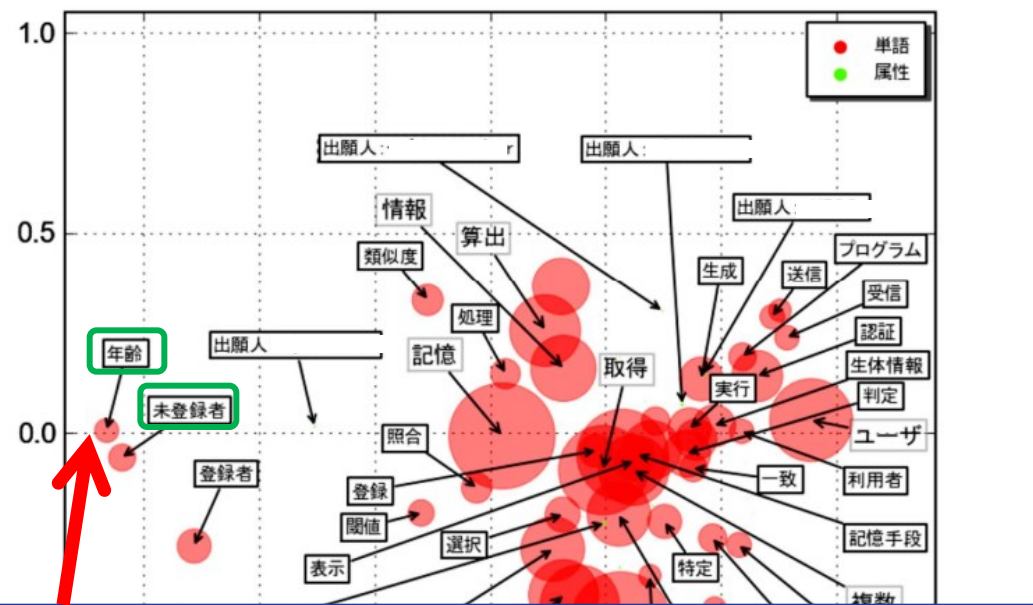 1.0
単語
属性
出願人:
出願人:
出願人:
情報
算出
類似度
生成
送信
プログラム
受信
0.5
処理
認証
年齢
出願人
記憶
取得
生体情報
未登録者
実行
判定
0.0
照合
ユーザ
登録者
登録
一致
利用者
閾値
選択
表示
特定
記憶手段
複数